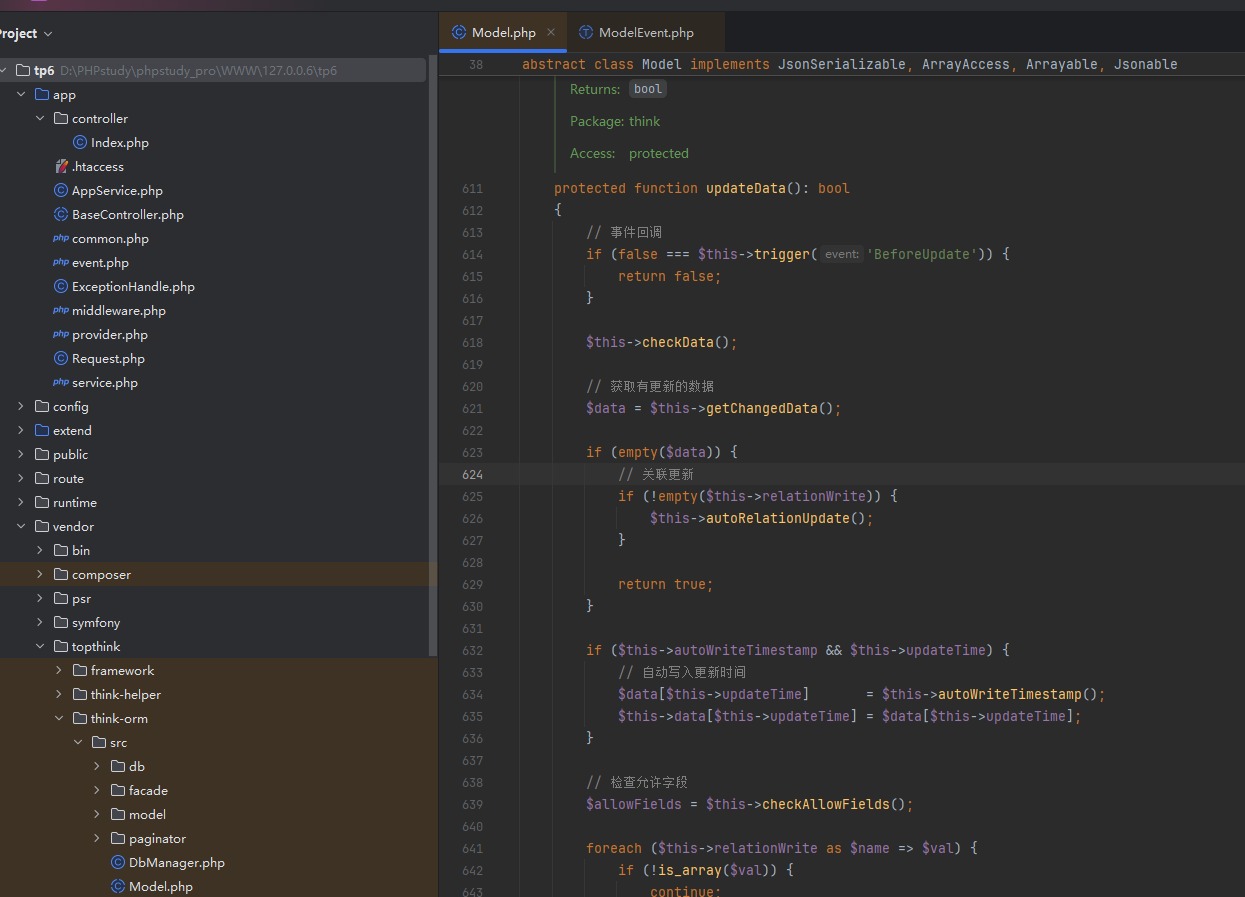 Project
tp6 D:\PHPstudy\phpstudy_pro\WWW\127.0.0.6\tp6
app
controller
Index.php
.htaccess
AppService.php
BaseController.php
php common.php
php event.php
ExceptionHandle.php
php middleware.php
php provider.php
Request.php
php service.php
config
extend
public
route
runtime
vendor
bin
composer
psr
symfony
topthink
framework
think-helper
think-orm
src
db
facade
model
paginator
DbManager.php
Model.php
Model.php
ModelEvent.php
38 abstract class Model implements JsonSerializable, ArrayAccess, Arrayable, Jsonable
Returns: bool
Package: think
Access: protected
611 protected function updateData(): bool
612 {
613 // 事件回调
614 if (false === $this->trigger( event: 'BeforeUpdate')) {
615 return false;
616 }
617
618 $this->checkData();
619
620 // 获取有更新的数据
621 $data = $this->getChangedData();
622
623 if (empty($data)) {
624 // 关联更新
625 if (!empty($this->relationWrite)) {
626 $this->autoRelationUpdate();
627 }
628
629 return true;
630 }
631
632 if ($this->autoWriteTimestamp && $this->updateTime) {
633 // 自动写入更新时间
634 $data[$this->updateTime] = $this->autoWriteTimestamp();
635 $this->data[$this->updateTime] = $data[$this->updateTime];
636 }
637
638 // 检查允许字段
639 $allowFields = $this->checkAllowFields();
640
641 foreach ($this->relationWrite as $name => $val) {
642 if (!is_array($val)) {
643 continue;